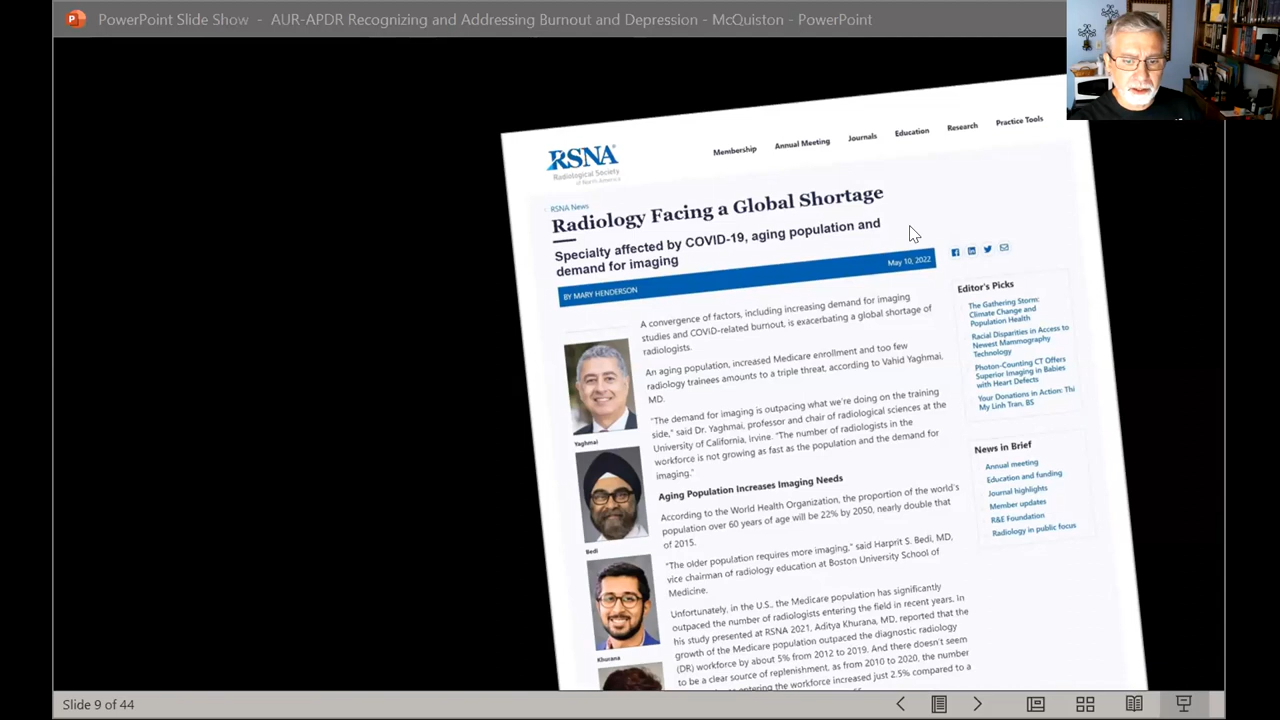 PowerPoint Slide Show - AUR-APDR Recognizing and Addressing Burnout and Depression - McQuiston - PowerPoint
RSNA
Radiological Society
of North America
Membership
Annual Meeting
Journals
Education
Research
Practice Tools
RSNA News
Radiology Facing a Global Shortage
Specialty affected by COVID-19, aging population and
demand for imaging
BY MARY HENDERSON
May 10, 2022
A convergence of factors, including increasing demand for imaging
studies and COVID-related burnout, is exacerbating a global shortage of
radiologists.
An aging population, increased Medicare enrollment and too few
radiology trainees amounts to a triple threat, according to Vahid Yaghmai,
MD.
"The demand for imaging is outpacing what we're doing on the training
side," said Dr. Yaghmai, professor and chair of radiological sciences at the
University of California, Irvine. "The number of radiologists in the
workforce is not growing as fast as the population and the demand for
imaging."
Yaghmai
Aging Population Increases Imaging Needs
According to the World Health Organization, the proportion of the world's
population over 60 years of age will be 22% by 2050, nearly double that
of 2015.
Bedi
"The older population requires more imaging," said Harprit S. Bedi, MD,
vice chairman of radiology education at Boston University School of
Medicine.
Unfortunately, in the U.S., the Medicare population has significantly
outpaced the number of radiologists entering the field in recent years. In
his study presented at RSNA 2021, Aditya Khurana, MD, reported that the
growth of the Medicare population outpaced the diagnostic radiology
(DR) workforce by about 5% from 2012 to 2019. And there doesn't seem
to be a clear source of replenishment, as from 2010 to 2020, the number
entering the workforce increased just 2.5% compared to a
Khurana
Editor's Picks
The Gathering Storm:
Climate Change and
Population Health
Racial Disparities in Access to
Newest Mammography
Technology
Photon-Counting CT Offers
Superior Imaging in Babies
with Heart Defects
Your Donations in Action: Thi
My Linh Tran, BS
News in Brief
Annual meeting
Education and funding
Journal highlights
Member updates
R&E Foundation
Radiology in public focus
Slide 9 of 44